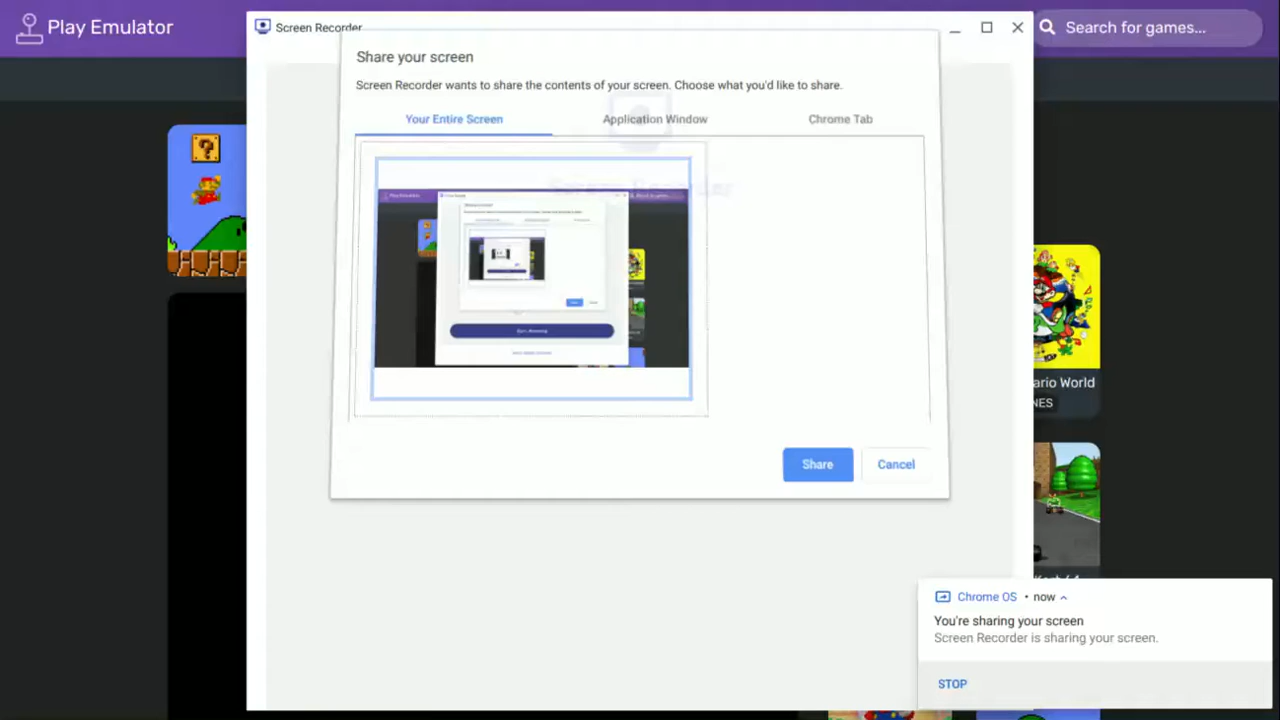 Play Emulator
Screen Recorder
Search for games...
Share your screen
Screen Recorder wants to share the contents of your screen. Choose what you'd like to share.
Your Entire Screen
Application Window
Chrome Tab
Screen Recorder
Share
Cancel
ario World
NES
Chrome OS • now
You're sharing your screen
Screen Recorder is sharing your screen.
STOP